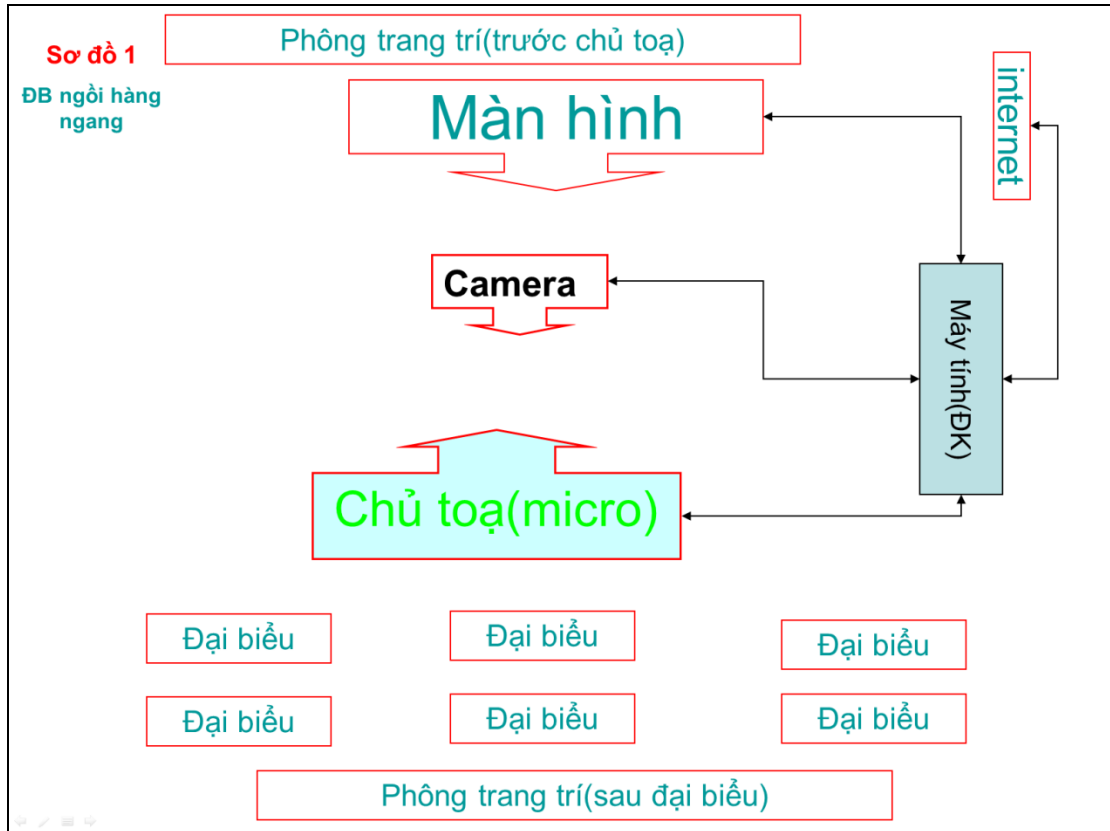 Phông trang trí(trước chủ toạ)
Sơ đồ 1
ĐB ngồi hàng
ngang
Màn hình
internet
Camera
Máy tính(ĐK)
Chủ toạ(micro)
Đại biểu
Đại biểu
Đại biểu
Đại biểu
Đại biểu
Đại biểu
Phông trang trí(sau đại biểu)